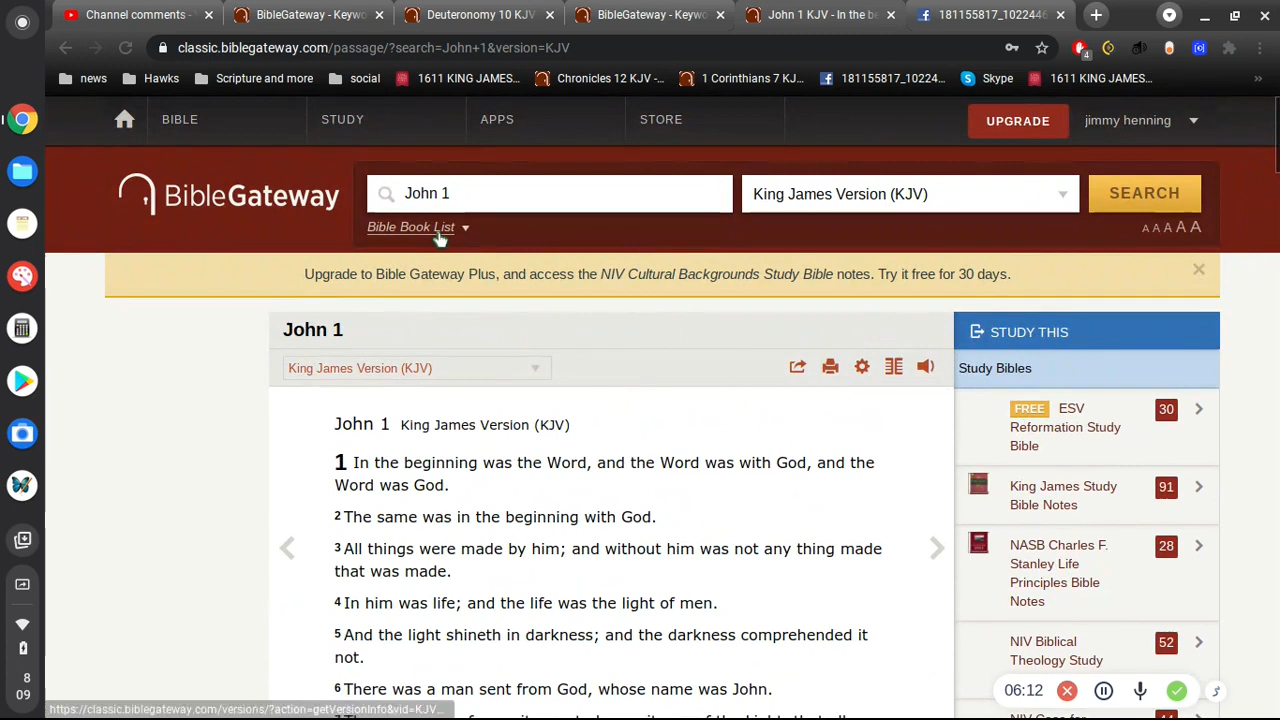 Channel comments -
BibleGateway - Keywo
Deuteronomy 10 KJV
BibleGateway - Keywo
John 1 KJV - In the be
181155817_1022446
classic.biblegateway.com/passage/?search=John+1&version=KJV
4
news
Hawks
Scripture and more
social
1611 KING JAMES...
Chronicles 12 KJV -...
1 Corinthians 7 KJ...
181155817_10224...
Skype
1611 KING JAMES...
»
BIBLE
STUDY
APPS
STORE
UPGRADE
jimmy henning
BibleGateway
John 1
King James Version (KJV)
SEARCH
Bible Book List
A A A A A
Upgrade to Bible Gateway Plus, and access the NIV Cultural Backgrounds Study Bible notes. Try it free for 30 days.
John 1
King James Version (KJV)
John 1 King James Version (KJV)
1 In the beginning was the Word, and the Word was with God, and the
Word was God.
2 The same was in the beginning with God.
3 All things were made by him; and without him was not any thing made
that was made.
4 In him was life; and the life was the light of men.
5 And the light shineth in darkness; and the darkness comprehended it
not.
6 There was a man sent from God, whose name was John.
STUDY THIS
Study Bibles
FREE ESV
Reformation Study
Bible
30
King James Study
Bible Notes
91
NASB Charles F.
Stanley Life
Principles Bible
Notes
28
NIV Biblical
Theology Study
52
06:12
8
09
https://classic.biblegateway.com/versions/?action=getVersionInfo&vid=KJV...